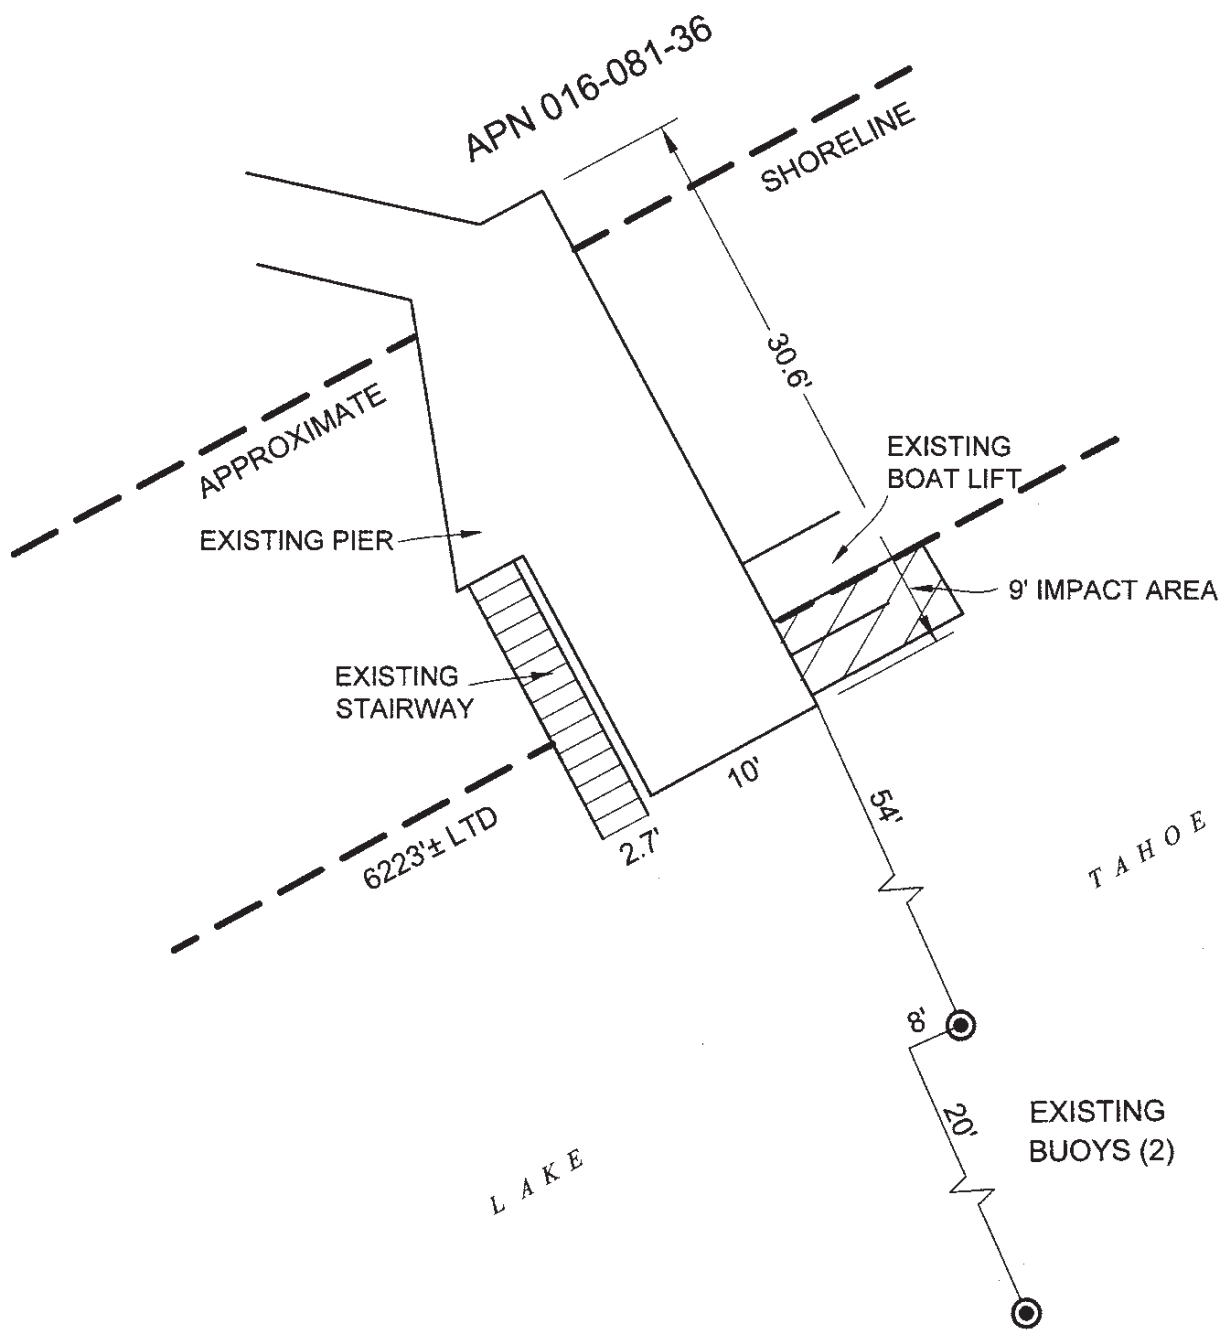 APN 016-081-36
SHORELINE
30.6'
APPROXIMATE
EXISTING
BOAT LIFT
EXISTING PIER
9' IMPACT AREA
EXISTING
STAIRWAY
10'
54'
2.7'
6223'± LTD
TAHOE
8'
20'
EXISTING
BUOYS (2)
LAKE